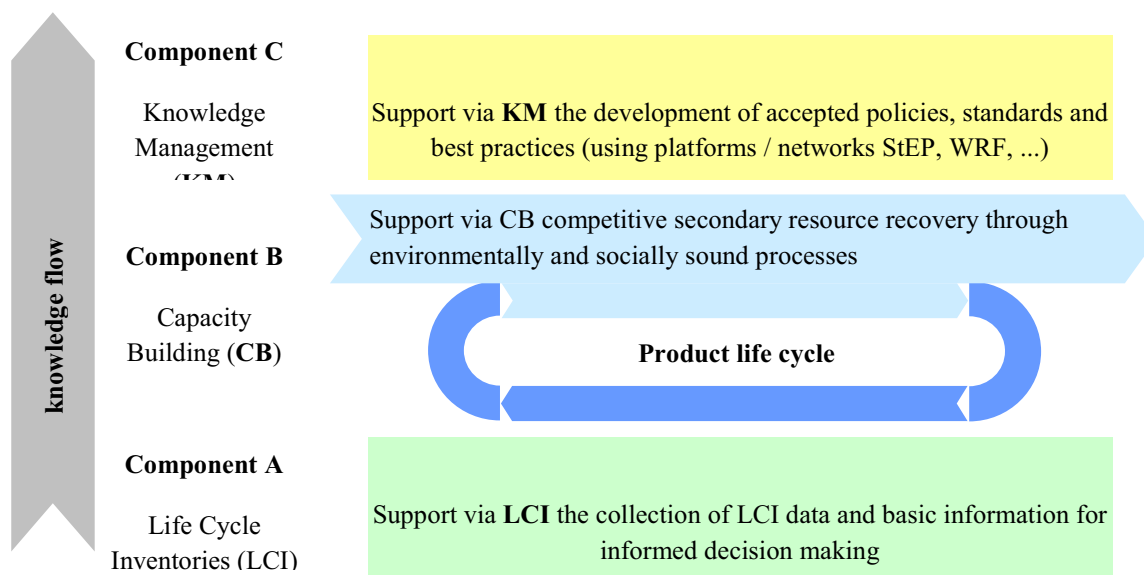 Component C
Knowledge
Management
(KM)
Support via KM the development of accepted policies, standards and
best practices (using platforms / networks StEP, WRF, ...)
knowledge flow
Component B
Capacity
Building (CB)
Support via CB competitive secondary resource recovery through
environmentally and socially sound processes
Product life cycle
Component A
Life Cycle
Inventories (LCI)
Support via LCI the collection of LCI data and basic information for
informed decision making